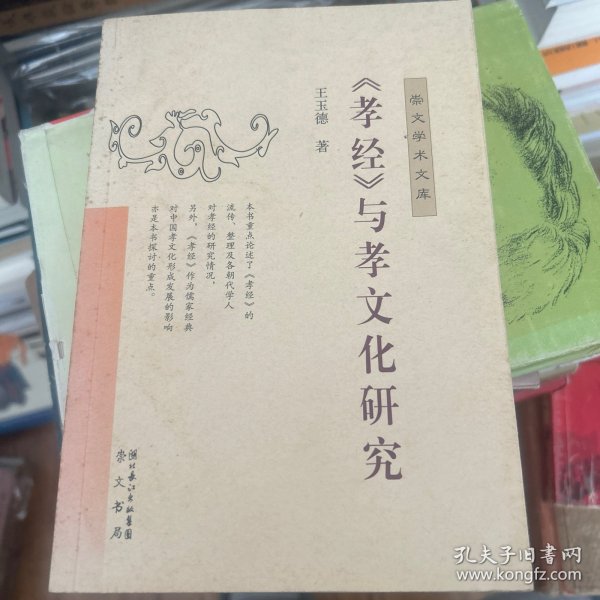 崇文学术文库
《孝经》与孝文化研究
王玉德 著
本书重点论述了《孝经》的
流传、整理及各朝代学人
对孝经的研究情况，
另外，《孝经》作为儒家经典
对中国孝文化形成发展的影响
亦是本书探讨的重点。
湖北长江出版集团
崇文书局
孔夫子旧书网
www.kongfz.com